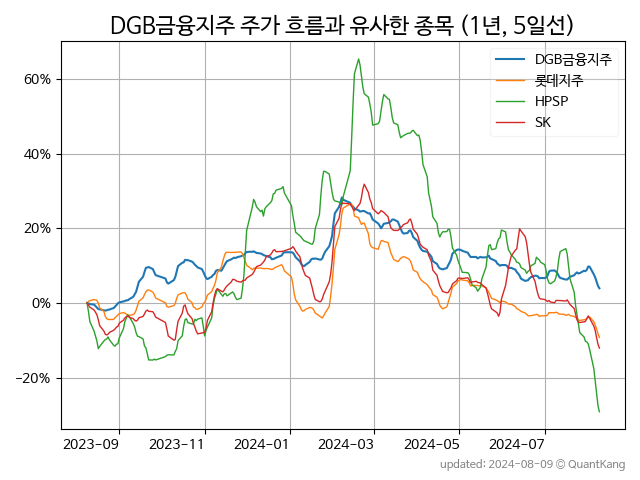 DGB금융지주 주가 흐름과 유사한 종목 (1년, 5일선)
DGB금융지주
롯데지주
HPSP
SK
60%
40%
20%
0%
−20%
2023-09
2023-11
2024-01
2024-03
2024-05
2024-07
updated: 2024-08-09 © QuantKang